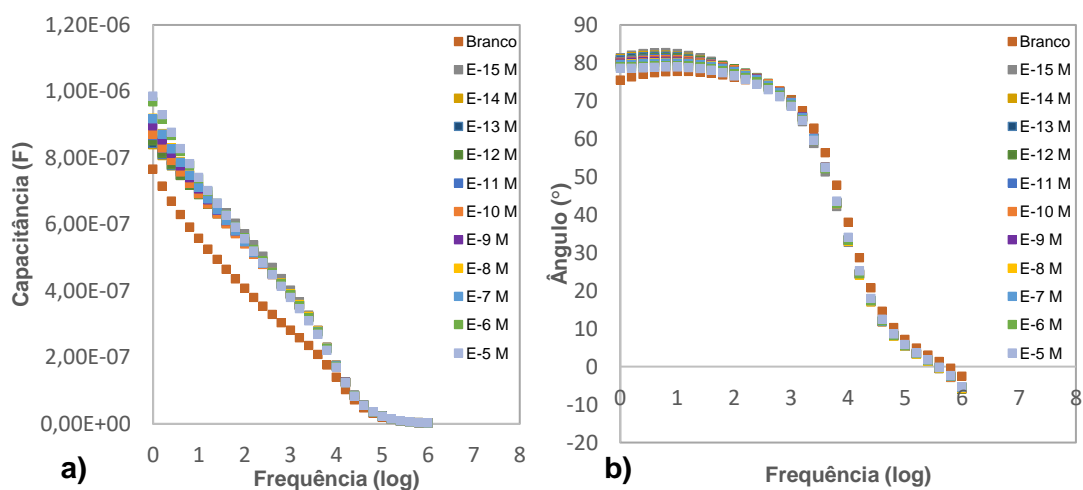 1,20E-06
1,00E-06
8,00E-07
6,00E-07
4,00E-07
2,00E-07
0,00E+00
0 1 2 3 4 5 6 7 8
Capacitância (F)
Frequência (log)
Branco
E-15 M
E-14 M
E-13 M
E-12 M
E-11 M
E-10 M
E-9 M
E-8 M
E-7 M
E-6 M
E-5 M
a)
90
80
70
60
50
40
30
20
10
0
-10
-20
0 1 2 3 4 5 6 7 8
Ângulo (°)
Frequência (log)
Branco
E-15 M
E-14 M
E-13 M
E-12 M
E-11 M
E-10 M
E-9 M
E-8 M
E-7 M
E-6 M
E-5 M
b)